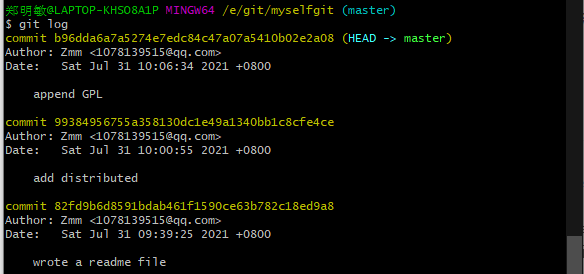 郑明敏@LAPTOP-KHSO8A1P MINGW64 /e/git/myselfgit (master)
$ git log
commit b96dda6a7a5274e7edc84c47a07a5410b02e2a08 (HEAD -> master)
Author: Zmm <1078139515@qq.com>
Date:   Sat Jul 31 10:06:34 2021 +0800
    append GPL
commit 99384956755a358130dc1e49a1340bb1c8cfe4ce
Author: Zmm <1078139515@qq.com>
Date:   Sat Jul 31 10:00:55 2021 +0800
    add distributed
commit 82fd9b6d8591bdab461f1590ce63b782c18ed9a8
Author: Zmm <1078139515@qq.com>
Date:   Sat Jul 31 09:39:25 2021 +0800
    wrote a readme file